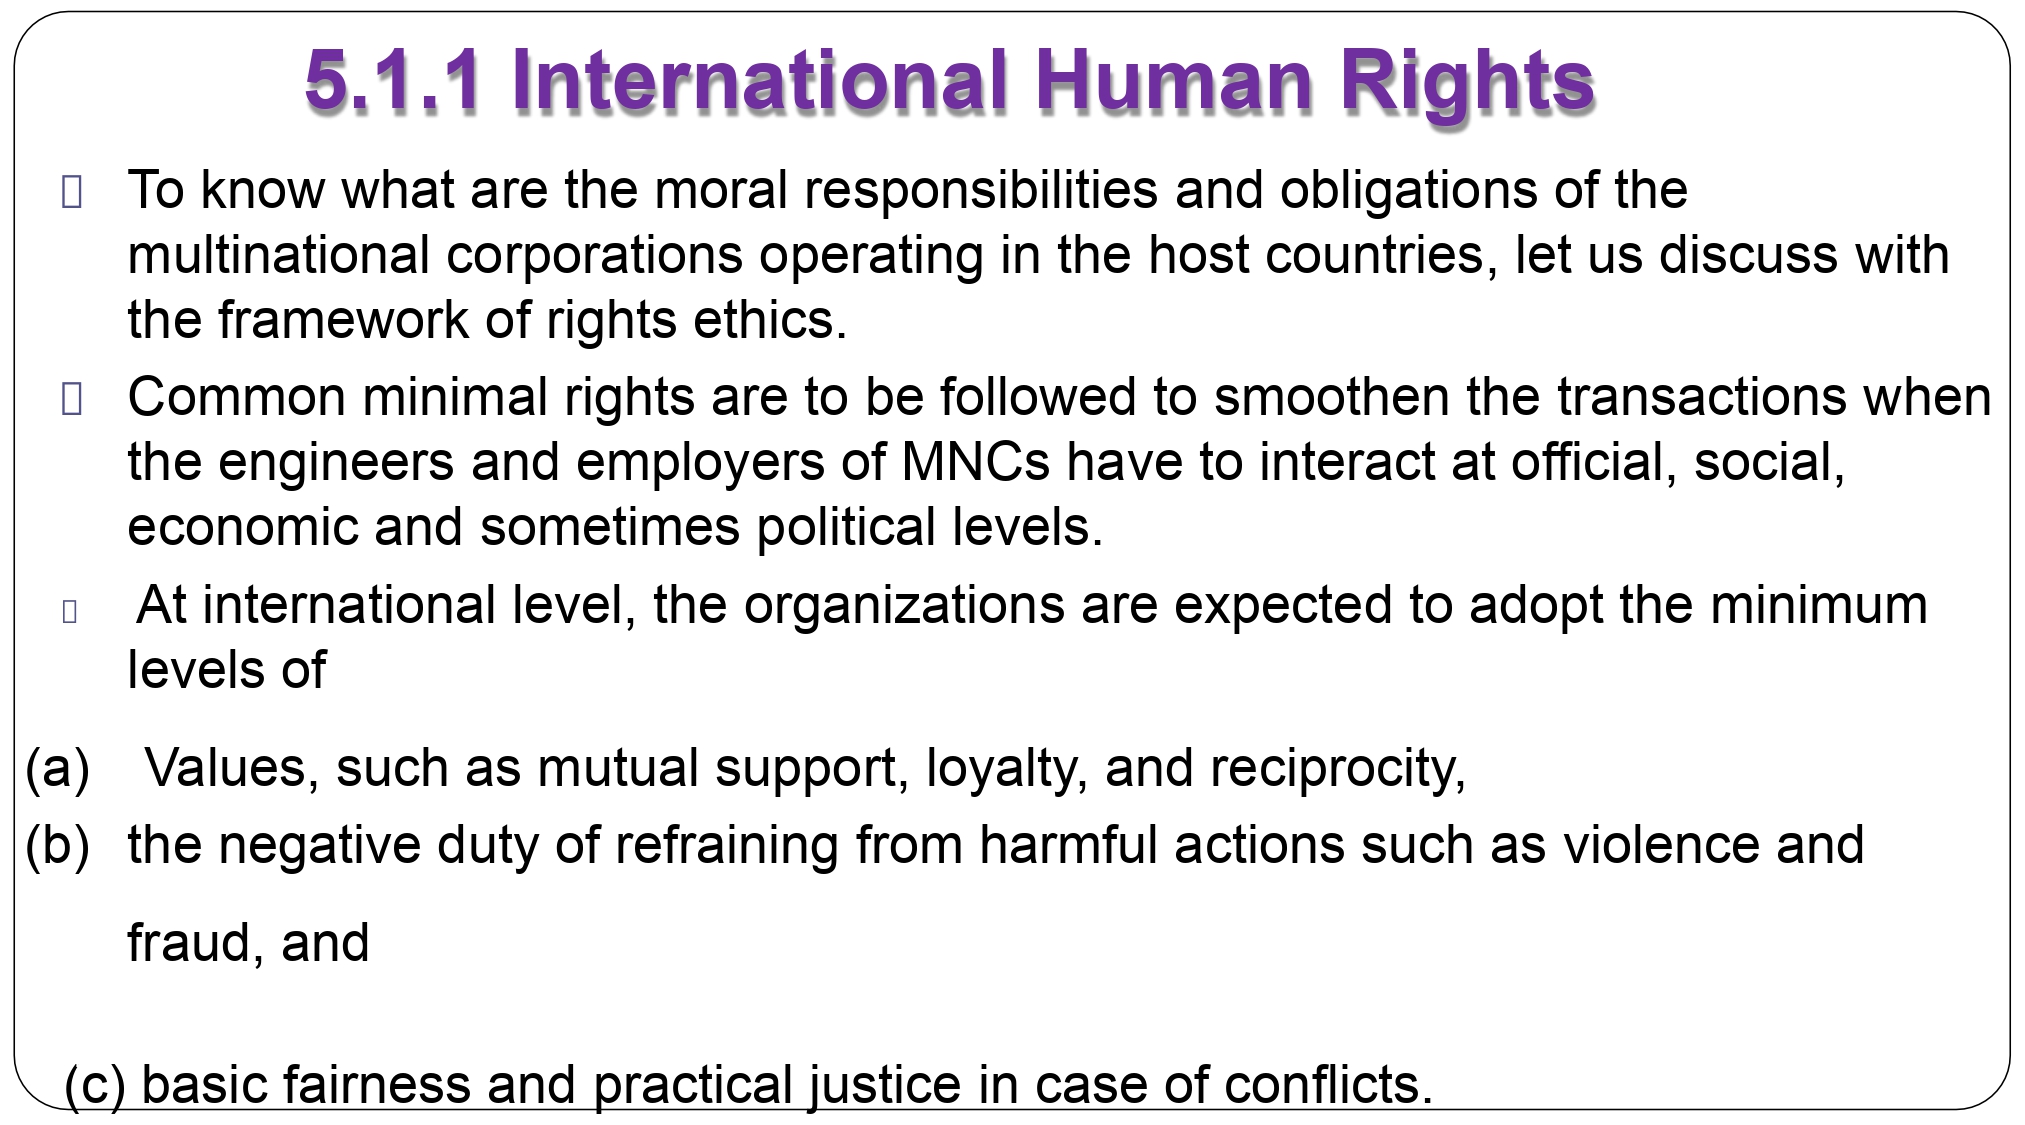 5.1.1 International Human Rights
To know what are the moral responsibilities and obligations of the
multinational corporations operating in the host countries, let us discuss with
the framework of rights ethics.
Common minimal rights are to be followed to smoothen the transactions when
the engineers and employers of MNCs have to interact at official, social,
economic and sometimes political levels.
At international level, the organizations are expected to adopt the minimum
levels of
(a) Values, such as mutual support, loyalty, and reciprocity,
(b) the negative duty of refraining from harmful actions such as violence and
fraud, and
(c) basic fairness and practical justice in case of conflicts.